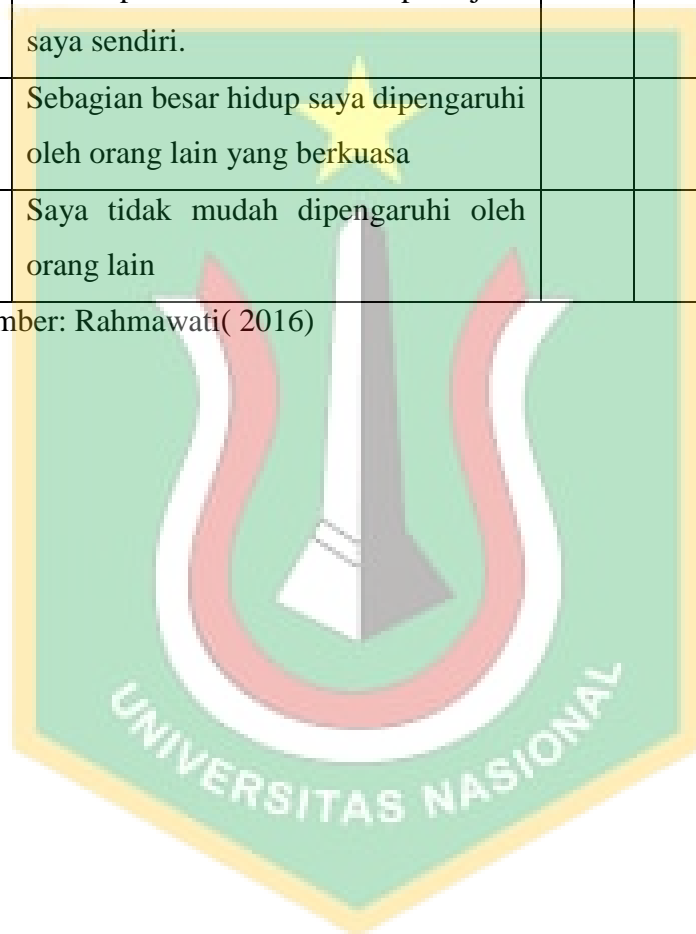 saya sendiri.
Sebagian besar hidup saya dipengaruhi
oleh orang lain yang berkuasa
Saya tidak mudah dipengaruhi oleh
orang lain
mber: Rahmawati( 2016)
UNIVERSITAS NASIONAL